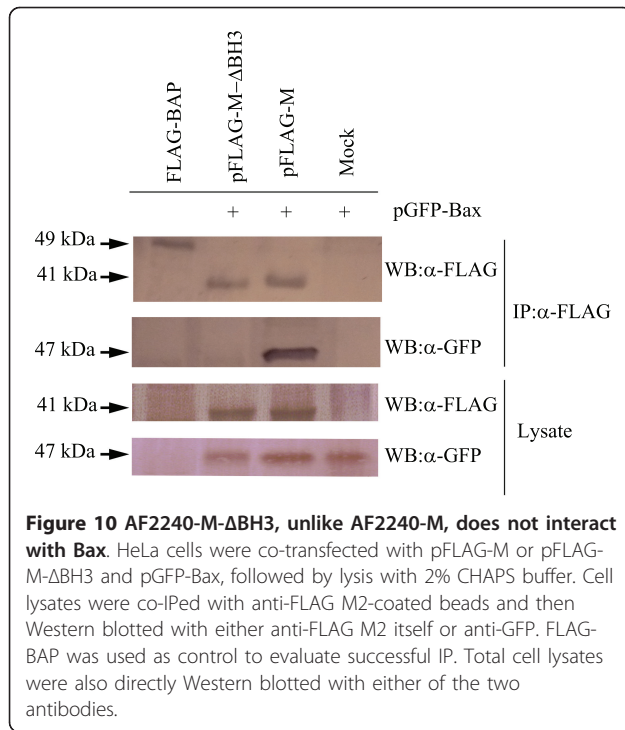 FLAG-BAP
pFLAG-M-ΔBH3
pFLAG-M
Mock
+ + + pGFP-Bax
49 kDa
41 kDa
WB:α-FLAG
IP:α-FLAG
47 kDa
WB:α-GFP
41 kDa
WB:α-FLAG
Lysate
47 kDa
WB:α-GFP
Figure 10 AF2240-M-ΔBH3, unlike AF2240-M, does not interact
with Bax. HeLa cells were co-transfected with pFLAG-M or pFLAG-
M-ΔBH3 and pGFP-Bax, followed by lysis with 2% CHAPS buffer. Cell
lysates were co-IPed with anti-FLAG M2-coated beads and then
Western blotted with either anti-FLAG M2 itself or anti-GFP. FLAG-
BAP was used as control to evaluate successful IP. Total cell lysates
were also directly Western blotted with either of the two
antibodies.